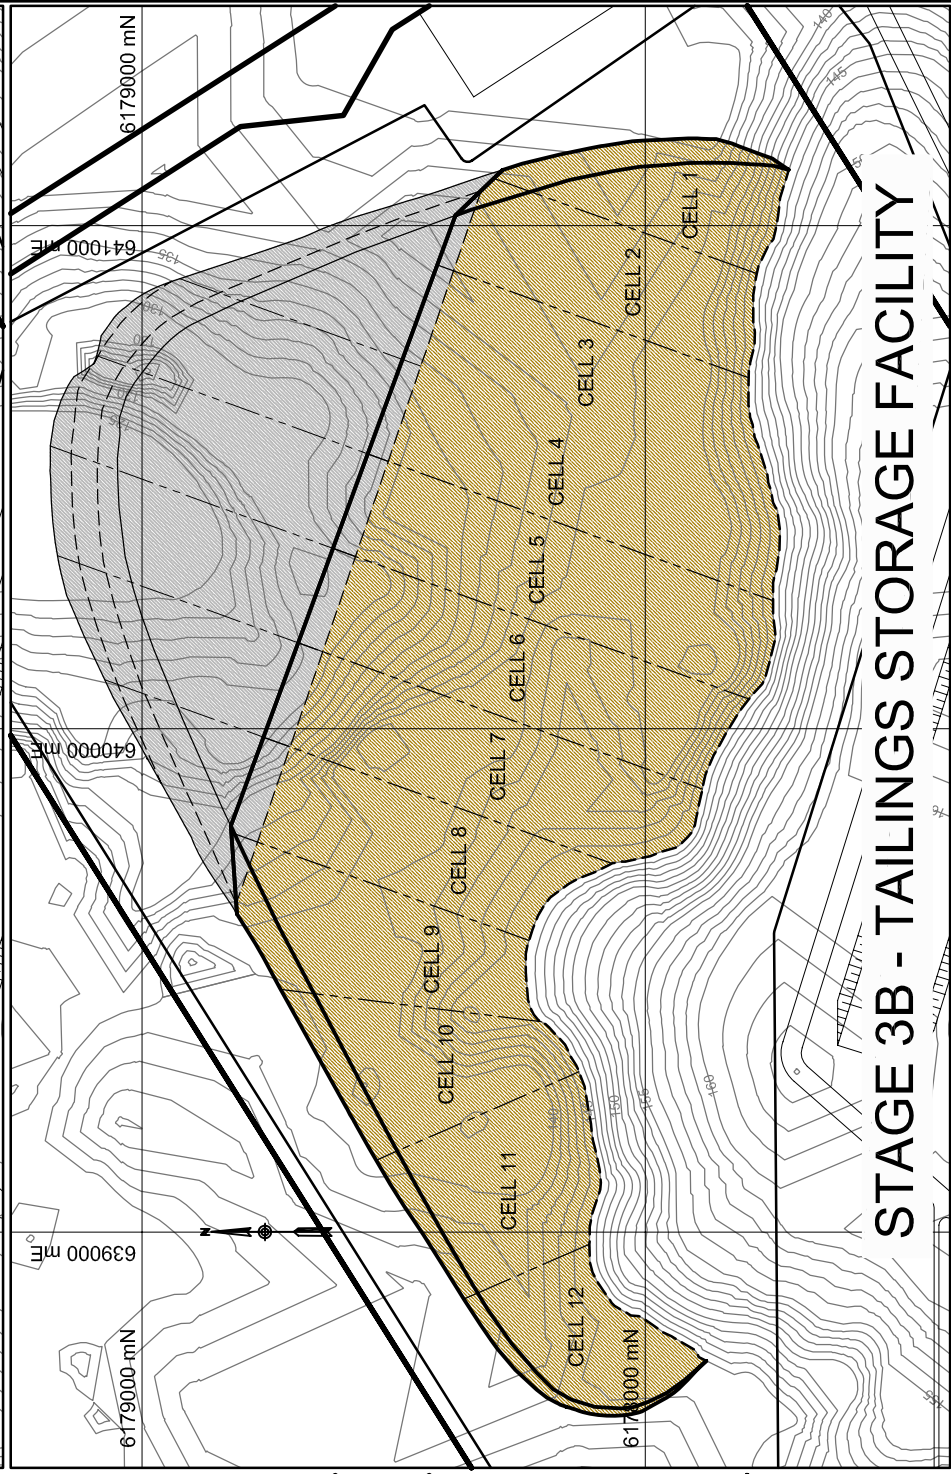 STAGE 3B - TAILINGS STORAGE FACILITY
6179000 mN
6179000 mN
641000 mE
640000 mE
639000 mE
CELL 1
CELL 2
CELL 3
CELL 4
CELL 5
CELL 6
CELL 7
CELL 8
CELL 9
CELL 10
CELL 11
CELL 12
N
140
145
135
130
150
155
160
155